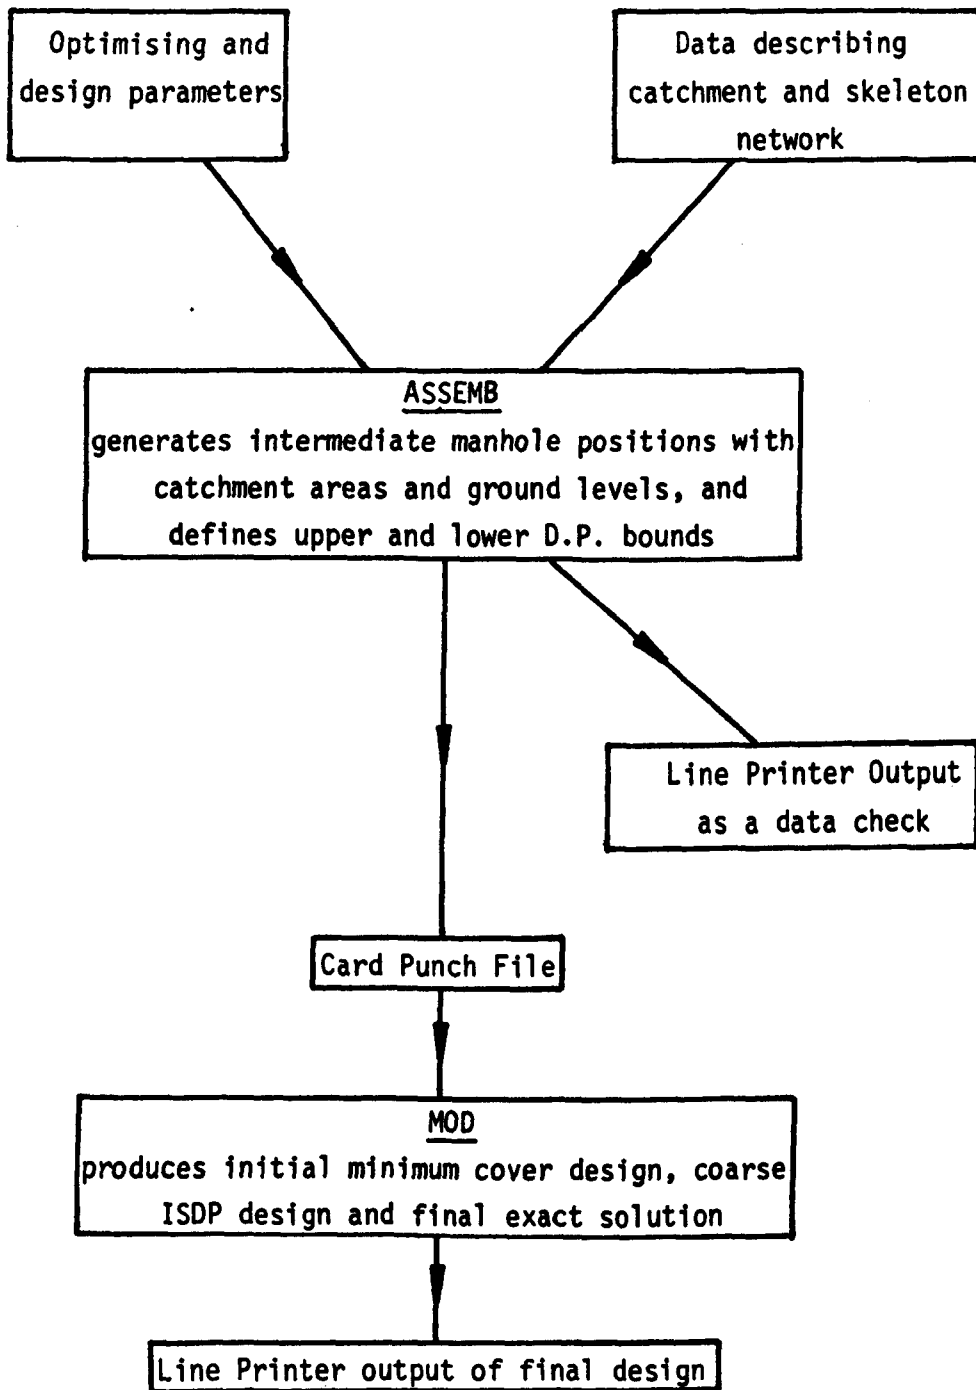 Optimising and
design parameters
Data describing
catchment and skeleton
network
ASSEMB
generates intermediate manhole positions with
catchment areas and ground levels, and
defines upper and lower D.P. bounds
Line Printer Output
as a data check
Card Punch File
MOD
produces initial minimum cover design, coarse
ISDP design and final exact solution
Line Printer output of final design